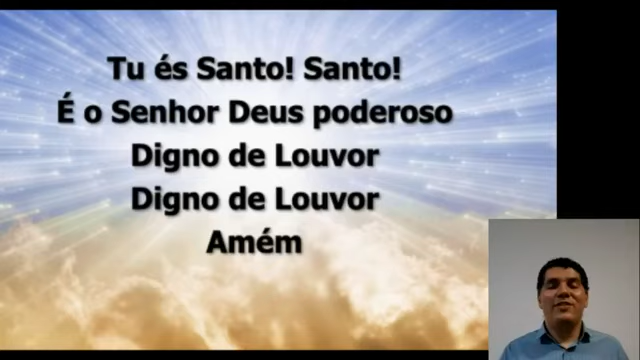 Tu és Santo! Santo!
É o Senhor Deus poderoso
Digno de Louvor
Digno de Louvor
Amém